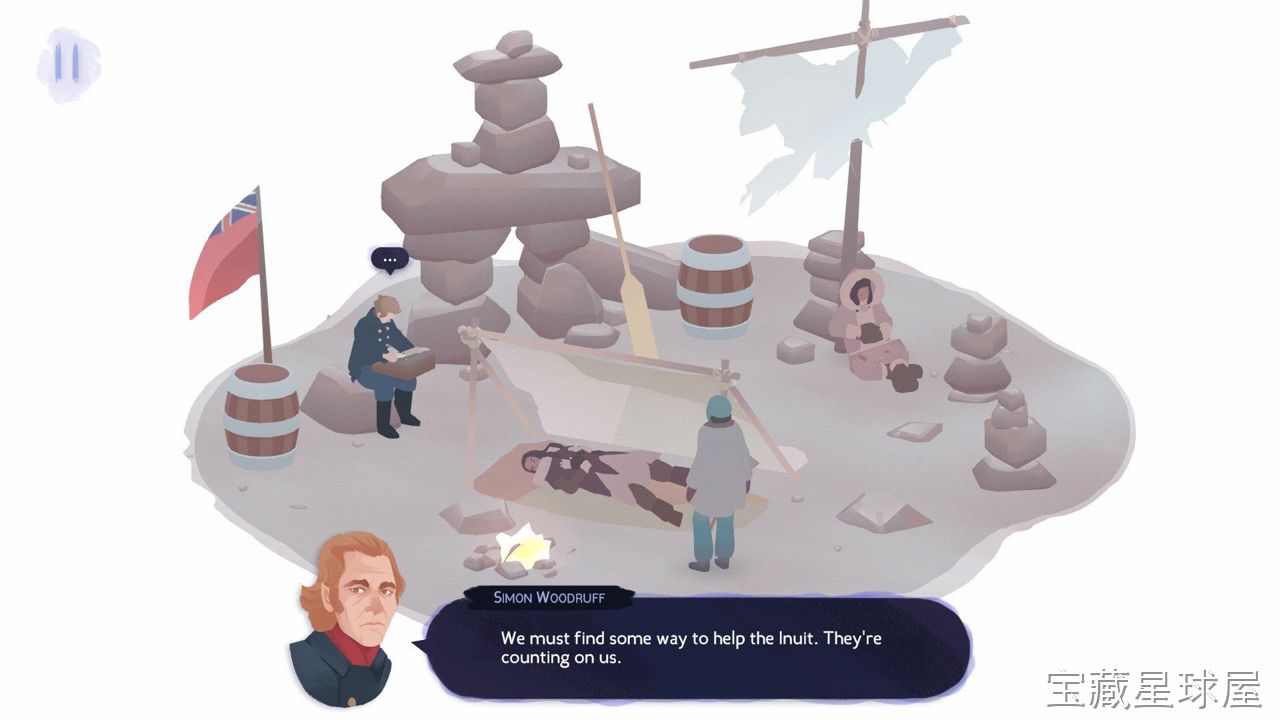 ...
SIMON WOODRUFF
We must find some way to help the Inuit. They're
counting on us.
宝藏星球屋